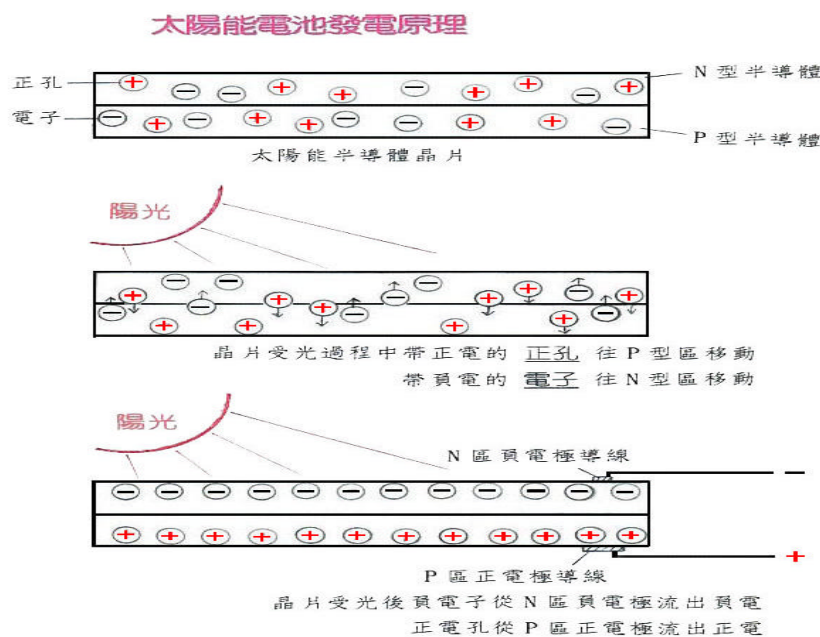 太陽能電池發電原理
正孔
N型半導體
電子
P型半導體
太陽能半導體晶片
陽光
晶片受光過程中帶正電的 正孔 往P型區移動
帶負電的 電子 往N型區移動
陽光
N區負電極導線
P區正電極導線
晶片受光後負電子從N區負電極流出負電
正電孔從P區正電極流出正電